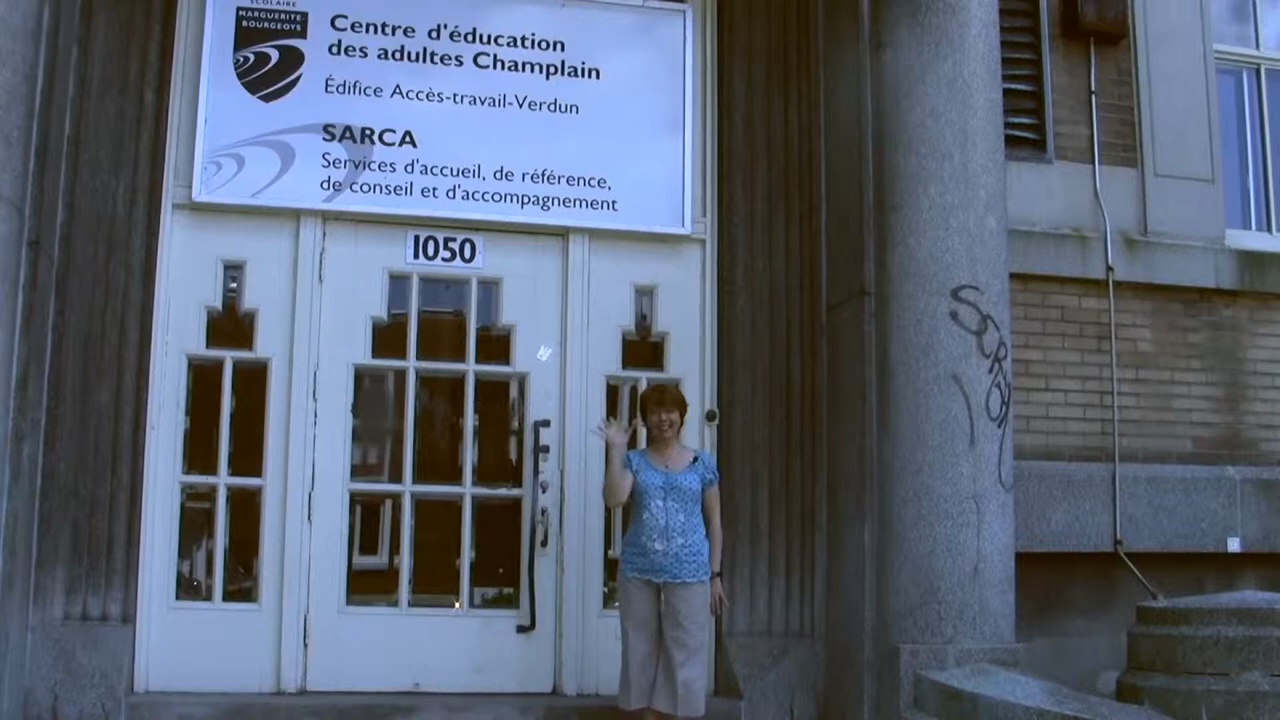 SCOLAIRE
MARGUERITE-
BOURGEOYS
Centre d'éducation
des adultes Champlain
Édifice Accès-travail-Verdun
SARCA
Services d'accueil, de référence,
de conseil et d'accompagnement
1050